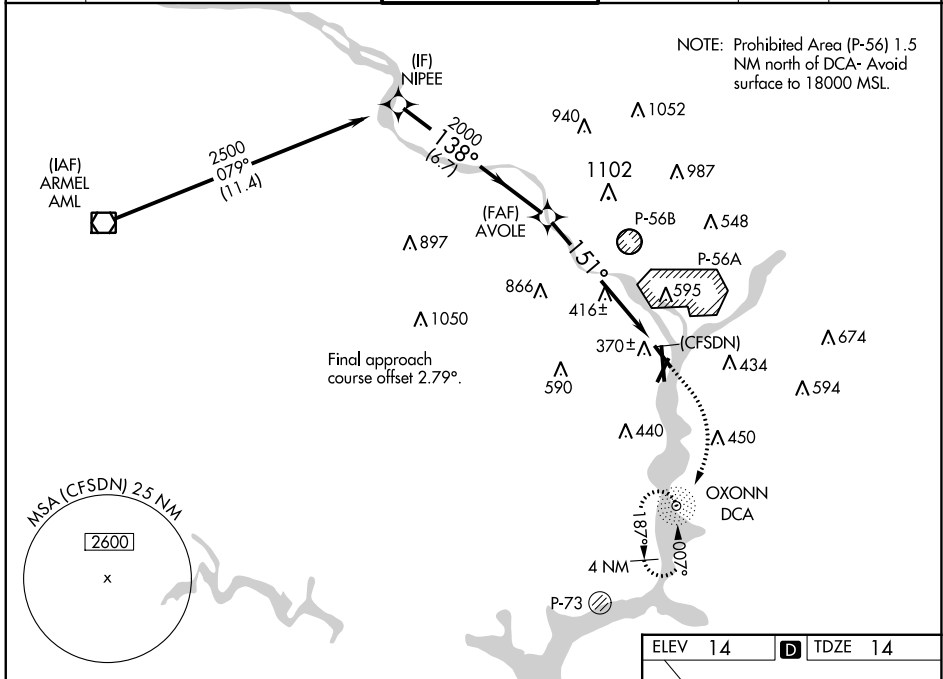 NOTE: Prohibited Area (P-56) 1.5
NM north of DCA- Avoid
surface to 18000 MSL.
(IF)
NIPEE
940
1052
2000
138°
(6.7)
2500
079°
(11.4)
(IAF)
ARMEL
AML
1102
987
(FAF)
AVOLE
P-56B
548
897
151°
P-56A
866
595
416±
1050
370±
(CFSDN)
674
Final approach
course offset 2.79°.
434
590
594
440
450
MSA (CFSDN) 25 NM
2600
x
OXONN
DCA
187°
007°
4 NM
P-73
ELEV 14 D TDZE 14